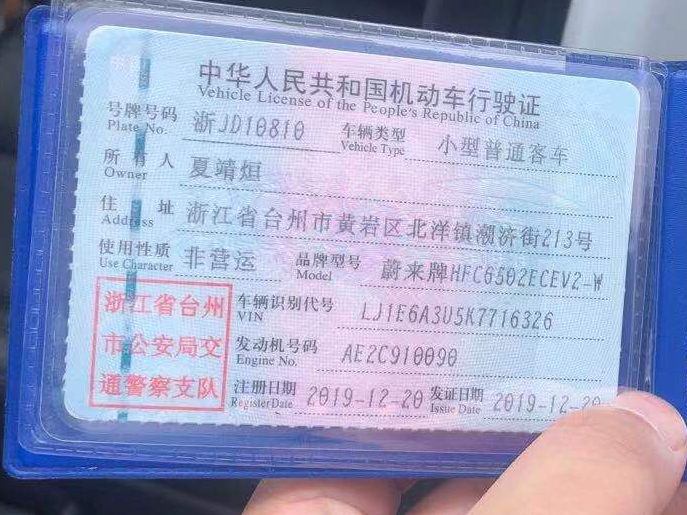 中华人民共和国机动车行驶证
Vehicle License of the People's Republic of China
号牌号码 浙JD10810 车辆类型 小型普通客车
Plate No. Vehicle Type
所有人 夏靖烜
Owner
住址 浙江省台州市黄岩区北洋镇濒济街213号
Address
使用性质 非营运 品牌型号 蔚来牌HFC6502ECEV2-W
Use Character Model
浙江省台州
市公安局交
通警察支队
车辆识别代号 LJ1E6A3U5K7716326
VIN
发动机号码 AE2C910090
Engine No.
注册日期 2019-12-20 发证日期 2019-12-20
Register Date Issue Date